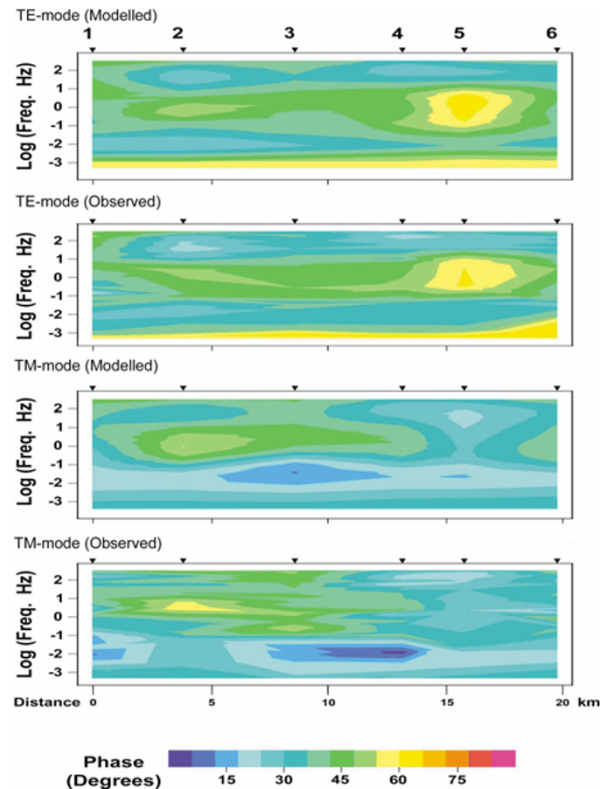 TE-mode (Modelled)
1 2 3 4 5 6
Log (Freq. Hz)
2
1
0
-1
-2
-3
TE-mode (Observed)
Log (Freq. Hz)
2
1
0
-1
-2
-3
TM-mode (Modelled)
Log (Freq. Hz)
2
1
0
-1
-2
-3
TM-mode (Observed)
Log (Freq. Hz)
2
1
0
-1
-2
-3
Distance 0 5 10 15 20 km
Phase
(Degrees)
15 30 45 60 75